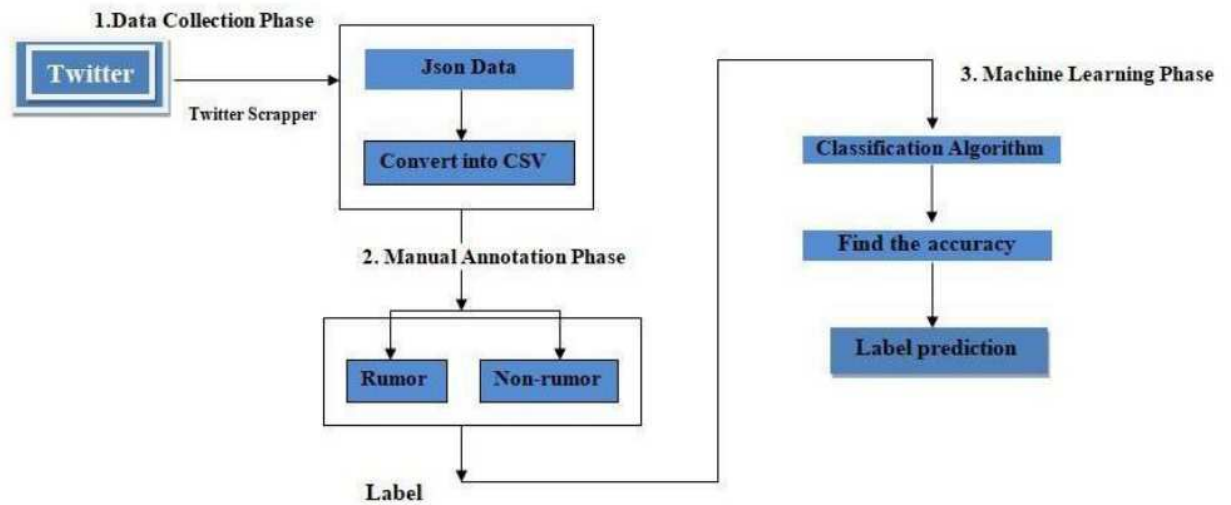 1.Data Collection Phase
Twitter
Twitter Scrapper
Json Data
Convert into CSV
2. Manual Annotation Phase
Rumor
Non-rumor
Label
3. Machine Learning Phase
Classification Algorithm
Find the accuracy
Label prediction